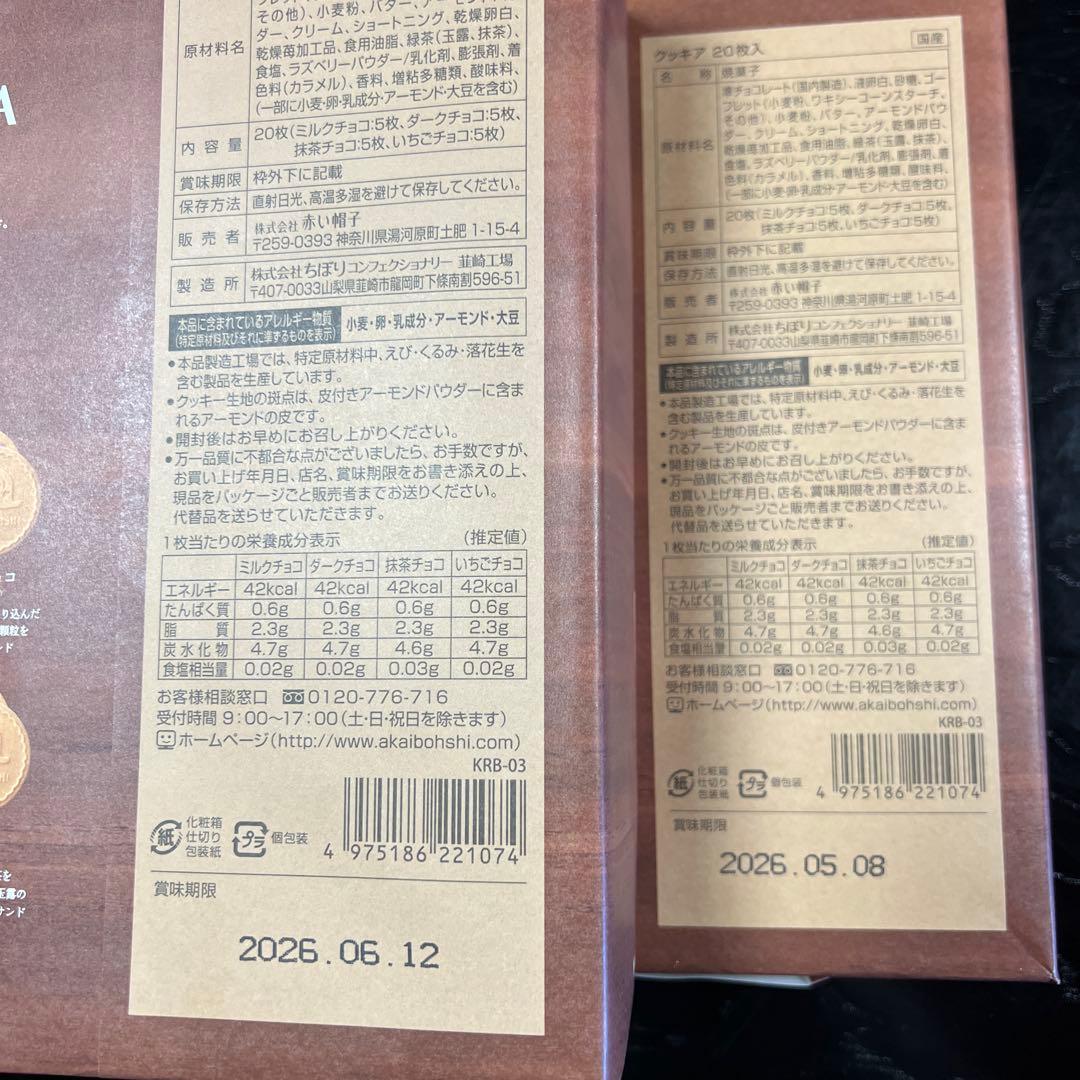 A
す。
ョコ
り込んだ
顆粒を
ンド
を
玉露の
サンド
原材料名
フレット(小麦粉、ワキシーコーンスターチ、
その他)、小麦粉、バター、アーモンドパウ
ダー、クリーム、ショートニング、乾燥卵白、
乾燥苺加工品、食用油脂、緑茶(玉露、抹茶)、
食塩、ラズベリーパウダー/乳化剤、膨張剤、着
色料(カラメル)、香料、増粘多糖類、酸味料、
(一部に小麦・卵・乳成分・アーモンド・大豆を含む)
内容量 20枚(ミルクチョコ:5枚、ダークチョコ:5枚、
抹茶チョコ:5枚、いちごチョコ:5枚)
賞味期限 枠外下に記載
保存方法 直射日光、高温多湿を避けて保存してください。
販売者 株式会社 赤い帽子
〒259-0393 神奈川県湯河原町土肥 1-15-4
製造所 株式会社ちぼりコンフェクショナリー 韮崎工場
〒407-0033山梨県韮崎市龍岡町下條南割596-51
本品に含まれているアレルギー物質
(特定原材料及びそれに準ずるものを表示) 小麦・卵・乳成分・アーモンド・大豆
●本品製造工場では、特定原材料中、えび・くるみ・落花生を
含む製品を生産しています。
●クッキー生地の斑点は、皮付きアーモンドパウダーに含ま
れるアーモンドの皮です。
●開封後はお早めにお召し上がりください。
●万一品質に不都合な点がございましたら、お手数ですが、
お買い上げ年月日、店名、賞味期限をお書き添えの上、
現品をパッケージごと販売者までお送りください。
代替品を送らせていただきます。
1枚当たりの栄養成分表示 (推定値)
ミルクチョコ ダークチョコ 抹茶チョコ いちごチョコ
エネルギー 42kcal 42kcal 42kcal 42kcal
たんぱく質 0.6g 0.6g 0.6g 0.6g
脂質 2.3g 2.3g 2.3g 2.3g
炭水化物 4.7g 4.7g 4.6g 4.7g
食塩相当量 0.02g 0.02g 0.03g 0.02g
お客様相談窓口 0120-776-716
受付時間 9:00～17:00(土・日・祝日を除きます)
ホームページ(http://www.akaibohshi.com)
KRB-03
紙 化粧箱
仕切り
包装紙
プラ 個包装
4 975186 221074
賞味期限
2026.06.12
クッキア 20枚入 国産
名称 焼菓子
原材料名
準チョコレート(国内製造)、液卵白、砂糖、ゴー
フレット(小麦粉、ワキシーコーンスターチ、
その他)、小麦粉、バター、アーモンドパウ
ダー、クリーム、ショートニング、乾燥卵白、
乾燥苺加工品、食用油脂、緑茶(玉露、抹茶)、
食塩、ラズベリーパウダー/乳化剤、膨張剤、着
色料(カラメル)、香料、増粘多糖類、酸味料、
(一部に小麦・卵・乳成分・アーモンド・大豆を含む)
内容量 20枚(ミルクチョコ:5枚、ダークチョコ:5枚、
抹茶チョコ:5枚、いちごチョコ:5枚)
賞味期限 枠外下に記載
保存方法 直射日光、高温多湿を避けて保存してください。
販売者 株式会社 赤い帽子
〒259-0393 神奈川県湯河原町土肥 1-15-4
製造所 株式会社ちぼりコンフェクショナリー 韮崎工場
〒407-0033山梨県韮崎市龍岡町下條南割596-51
本品に含まれているアレルギー物質
(特定原材料及びそれに準ずるものを表示) 小麦・卵・乳成分・アーモンド・大豆
●本品製造工場では、特定原材料中、えび・くるみ・落花生を
含む製品を生産しています。
●クッキー生地の斑点は、皮付きアーモンドパウダーに含ま
れるアーモンドの皮です。
●開封後はお早めにお召し上がりください。
●万一品質に不都合な点がございましたら、お手数ですが、
お買い上げ年月日、店名、賞味期限をお書き添えの上、
現品をパッケージごと販売者までお送りください。
代替品を送らせていただきます。
1枚当たりの栄養成分表示 (推定値)
ミルクチョコ ダークチョコ 抹茶チョコ いちごチョコ
エネルギー 42kcal 42kcal 42kcal 42kcal
たんぱく質 0.6g 0.6g 0.6g 0.6g
脂質 2.3g 2.3g 2.3g 2.3g
炭水化物 4.7g 4.7g 4.6g 4.7g
食塩相当量 0.02g 0.02g 0.03g 0.02g
お客様相談窓口 0120-776-716
受付時間 9:00～17:00(土・日・祝日を除きます)
ホームページ(http://www.akaibohshi.com)
KRB-03
紙 化粧箱
仕切り
包装紙
プラ 個包装
4 975186 221074
賞味期限
2026.05.08